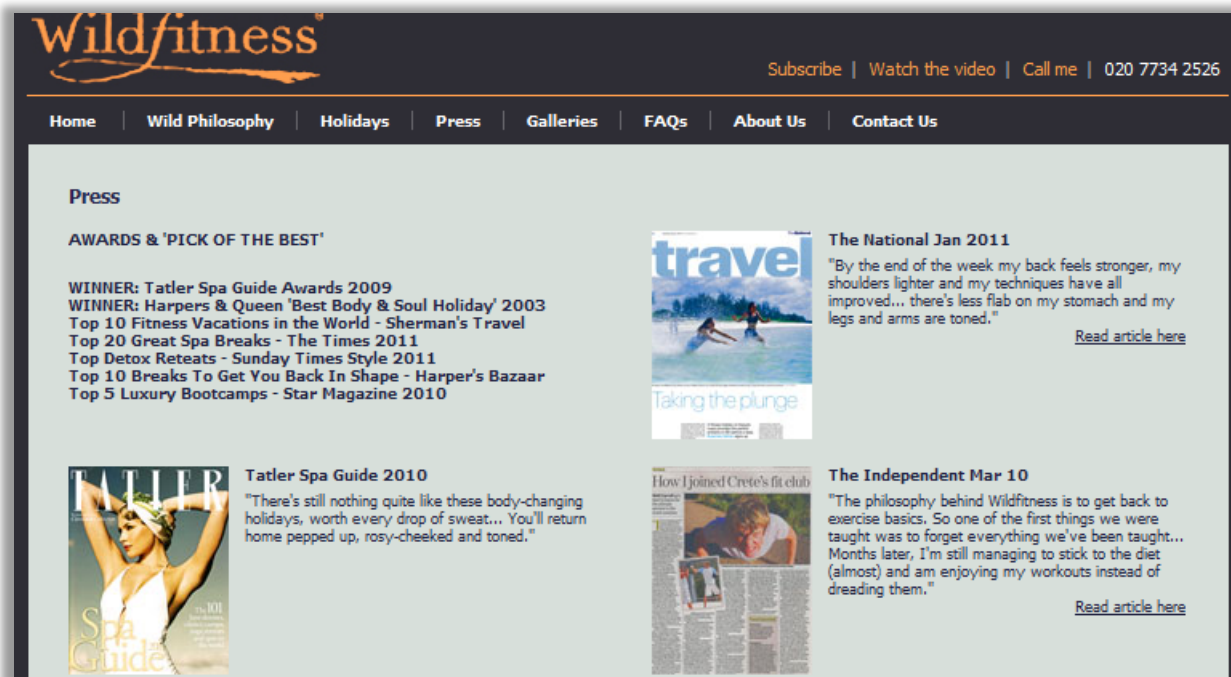 Wildfitness
Subscribe | Watch the video | Call me | 020 7734 2526
Home | Wild Philosophy | Holidays | Press | Galleries | FAQs | About Us | Contact Us
Press
AWARDS & 'PICK OF THE BEST'
WINNER: Tatler Spa Guide Awards 2009
WINNER: Harpers & Queen 'Best Body & Soul Holiday' 2003
Top 10 Fitness Vacations in the World - Sherman's Travel
Top 20 Great Spa Breaks - The Times 2011
Top Detox Reteats - Sunday Times Style 2011
Top 10 Breaks To Get You Back In Shape - Harper's Bazaar
Top 5 Luxury Bootcamps - Star Magazine 2010
travel
Taking the plunge
The National Jan 2011
"By the end of the week my back feels stronger, my
shoulders lighter and my techniques have all
improved... there's less flab on my stomach and my
legs and arms are toned."
Read article here
TATLER
Spa
Guide
The 101
Tatler Spa Guide 2010
"There's still nothing quite like these body-changing
holidays, worth every drop of sweat... You'll return
home pepped up, rosy-cheeked and toned."
How I joined Crete's fit club
The Independent Mar 10
"The philosophy behind Wildfitness is to get back to
exercise basics. So one of the first things we were
taught was to forget everything we've been taught...
Months later, I'm still managing to stick to the diet
(almost) and am enjoying my workouts instead of
dreading them."
Read article here